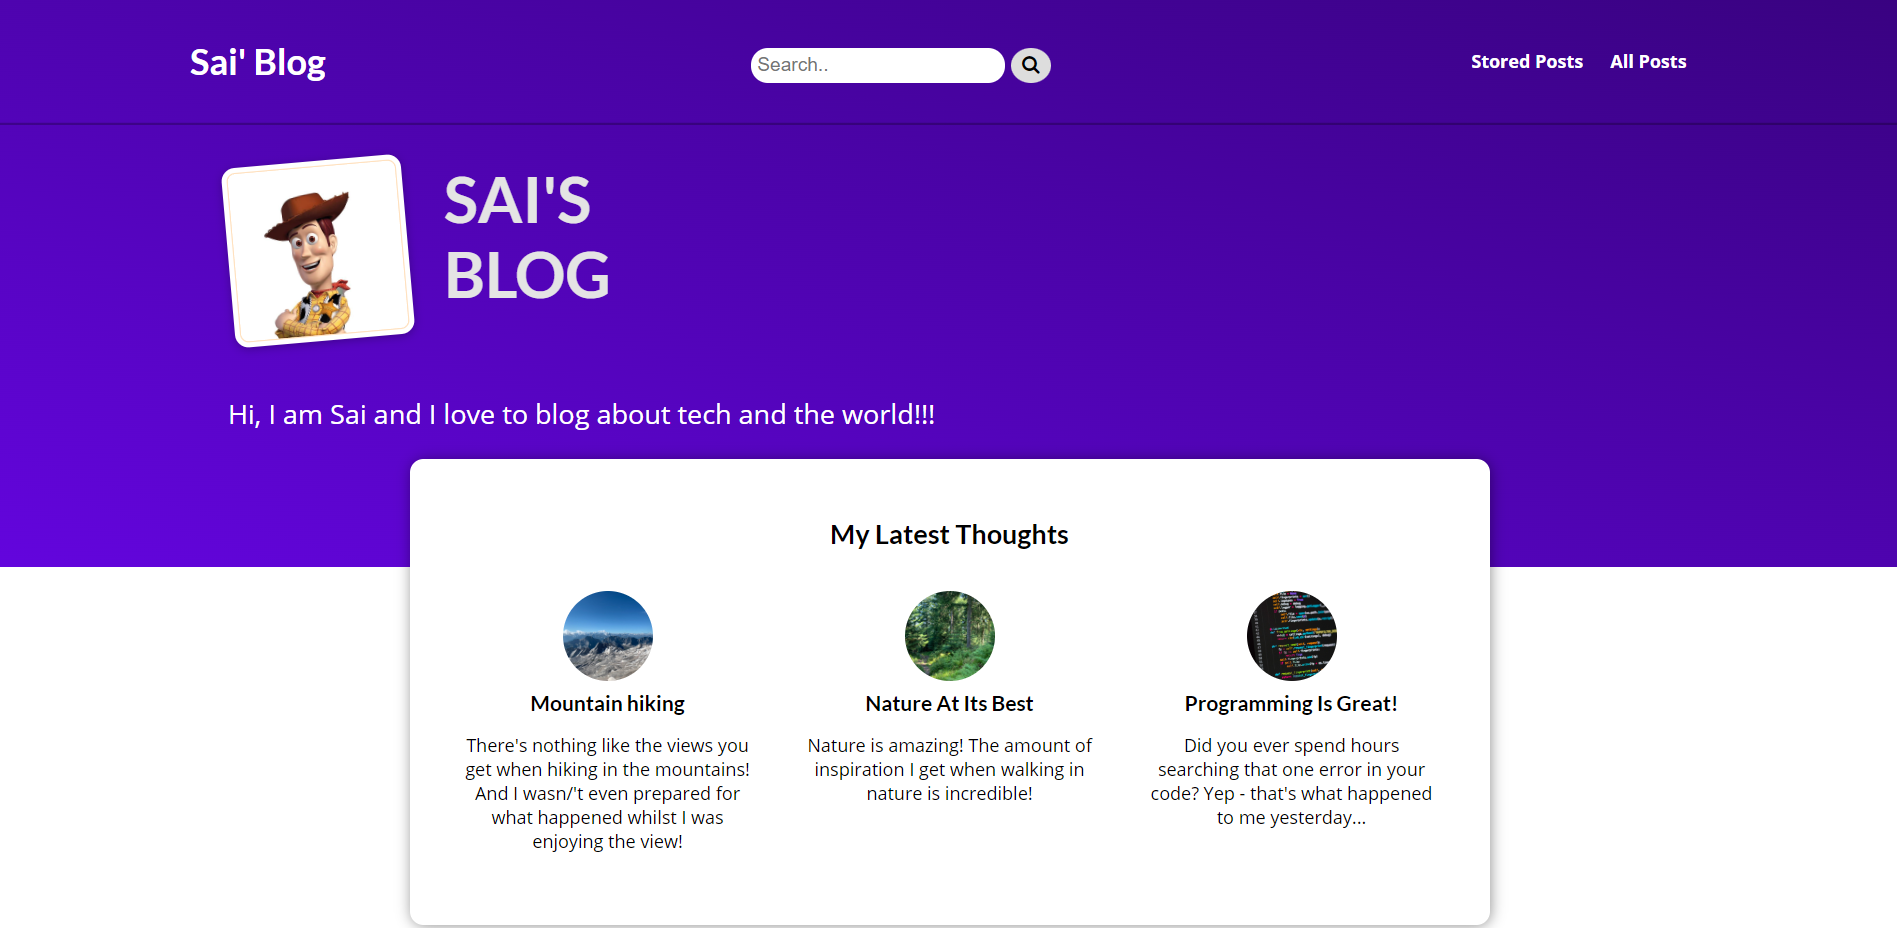 Sai' Blog
Search..
Stored Posts
All Posts
SAI'S
BLOG
Hi, I am Sai and I love to blog about tech and the world!!!
My Latest Thoughts
Mountain hiking
There's nothing like the views you
get when hiking in the mountains!
And I wasn/'t even prepared for
what happened whilst I was
enjoying the view!
Nature At Its Best
Nature is amazing! The amount of
inspiration I get when walking in
nature is incredible!
Programming Is Great!
Did you ever spend hours
searching that one error in your
code? Yep - that's what happened
to me yesterday...